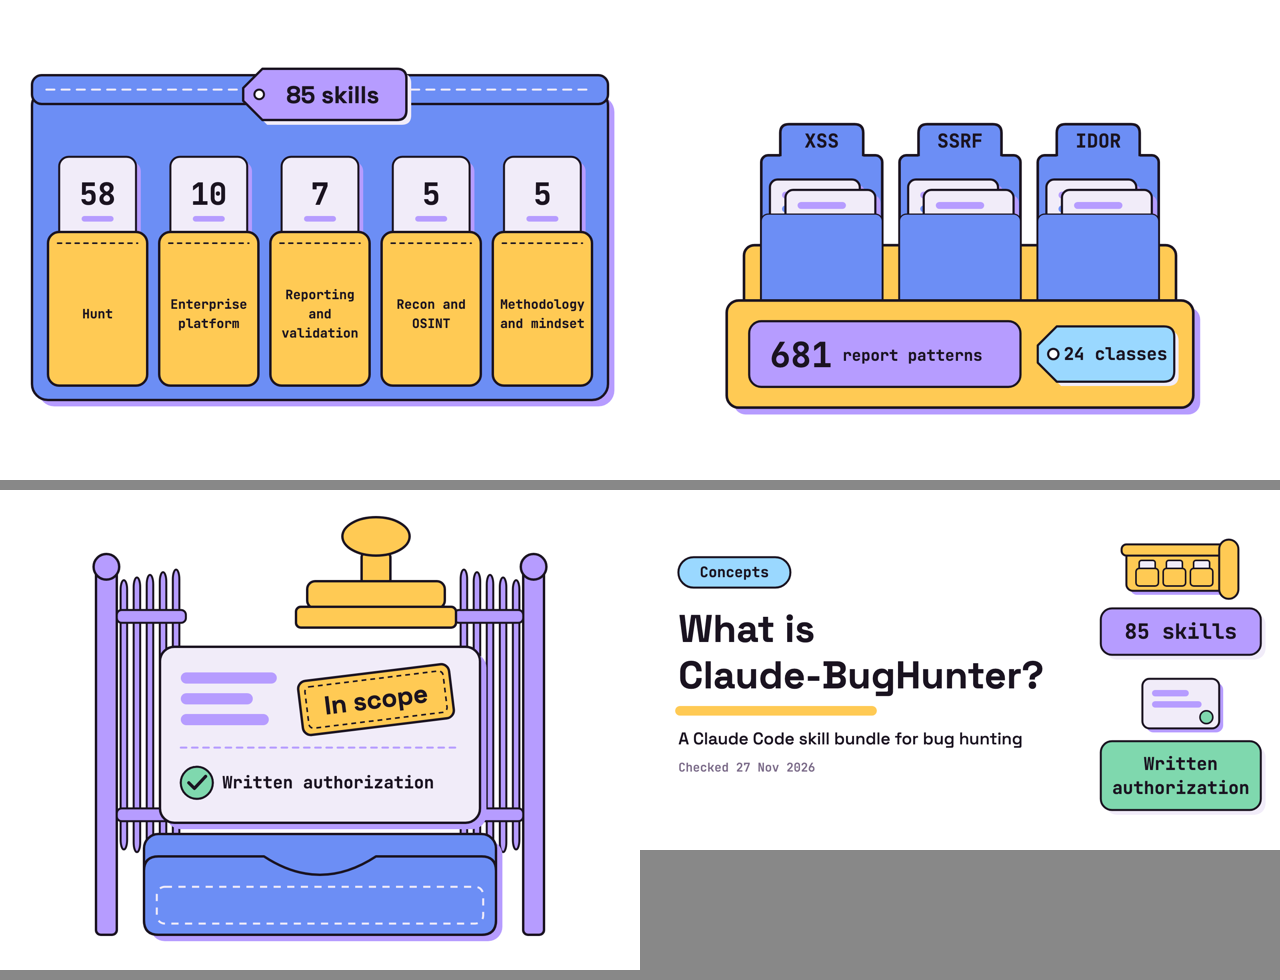 85 skills
58
10
7
5
5
Hunt
Enterprise
platform
Reporting
and
validation
Recon and
OSINT
Methodology
and mindset
XSS
SSRF
IDOR
681 report patterns
24 classes
In scope
Written authorization
Concepts
What is
Claude-BugHunter?
A Claude Code skill bundle for bug hunting
Checked 27 Nov 2026
85 skills
Written
authorization